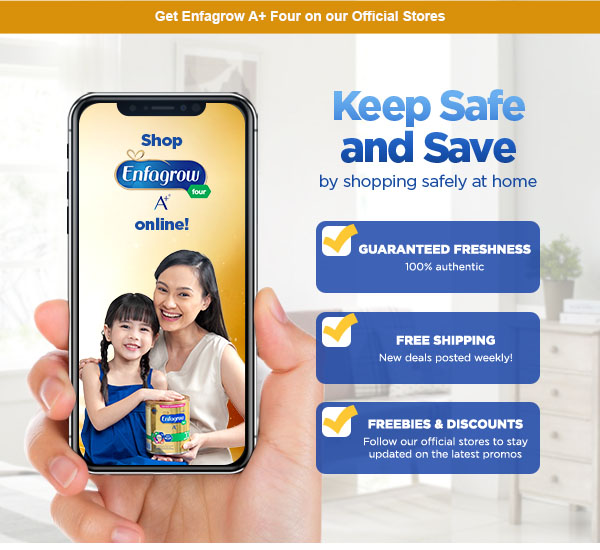 Get Enfagrow A+ Four on our Official Stores
Shop
Enfagrow
four
A+
online!
Enfagrow
A+
Keep Safe
and Save
by shopping safely at home
GUARANTEED FRESHNESS
100% authentic
FREE SHIPPING
New deals posted weekly!
FREEBIES & DISCOUNTS
Follow our official stores to stay
updated on the latest promos